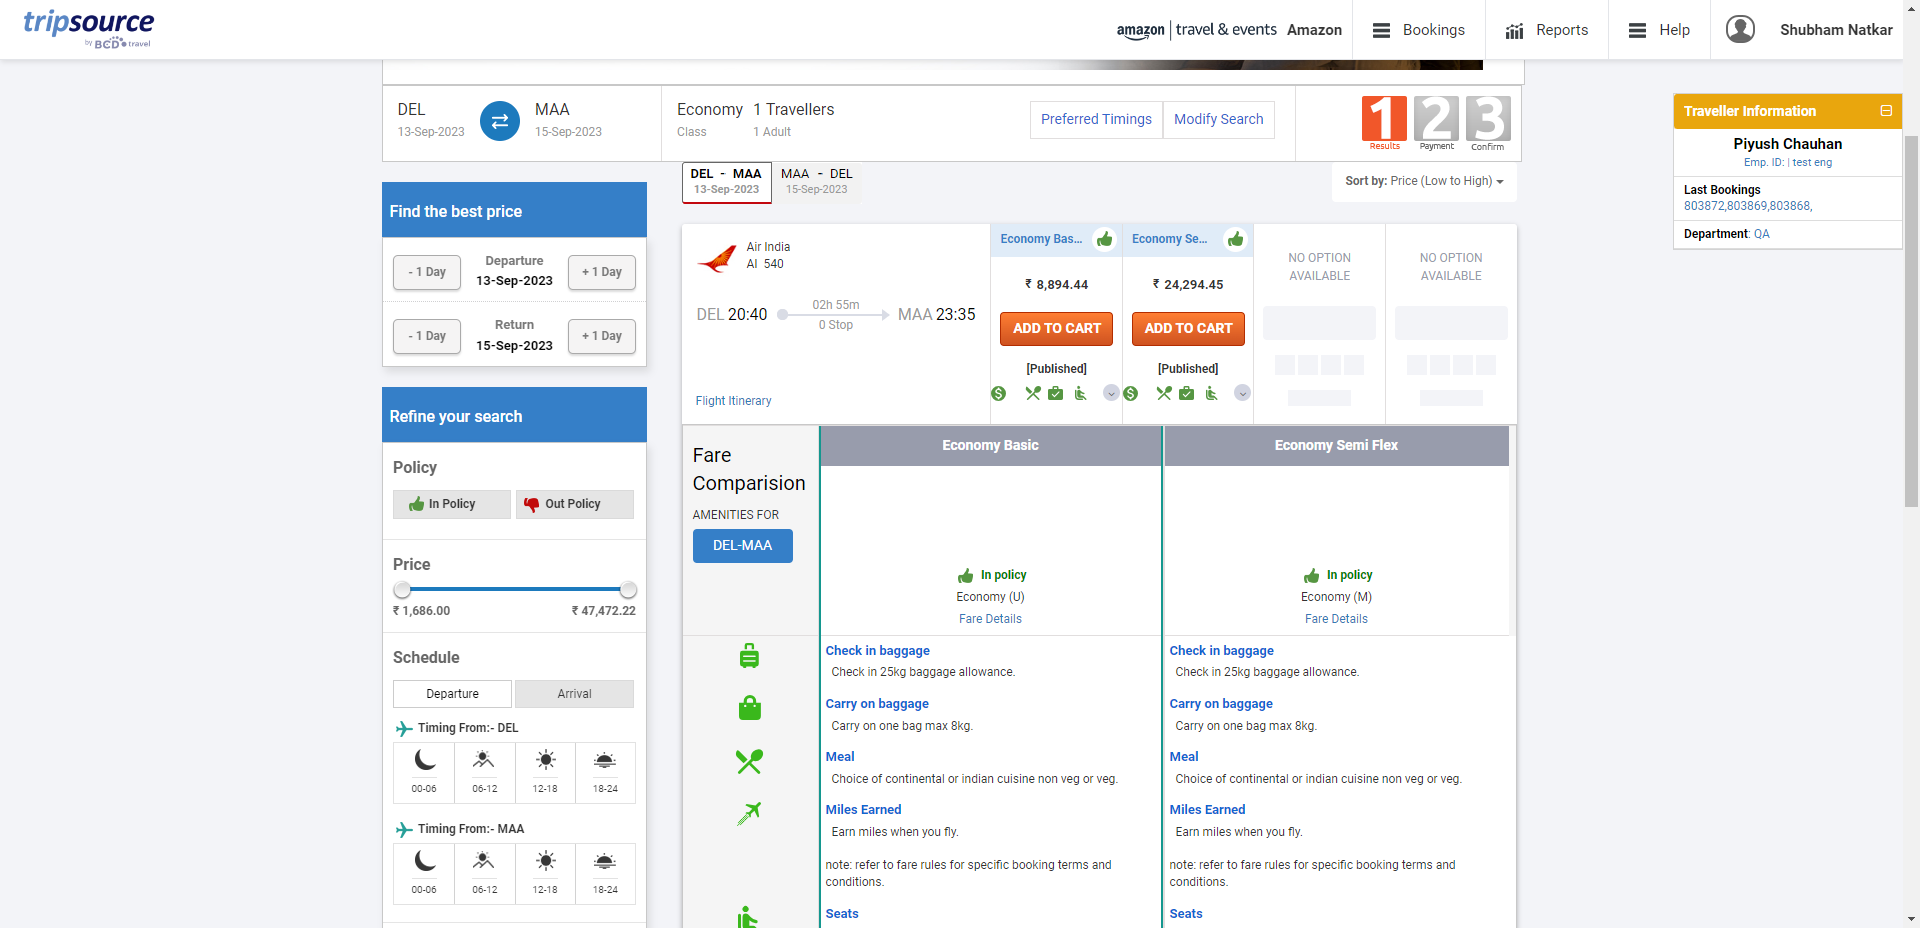 tripsource
by BCD travel
amazon | travel & events Amazon
Bookings
Reports
Help
Shubham Natkar
DEL
13-Sep-2023
MAA
15-Sep-2023
Economy
Class
1 Travellers
1 Adult
Preferred Timings
Modify Search
1 2 3
Results Payment Confirm
Traveller Information
Piyush Chauhan
Emp. ID: | test eng
Last Bookings
803872,803869,803868,
Department: QA
DEL - MAA
13-Sep-2023
MAA - DEL
15-Sep-2023
Sort by: Price (Low to High)
Find the best price
- 1 Day
Departure
13-Sep-2023
+ 1 Day
- 1 Day
Return
15-Sep-2023
+ 1 Day
Refine your search
Policy
In Policy
Out Policy
Price
₹ 1,686.00
₹ 47,472.22
Schedule
Departure
Arrival
Timing From:- DEL
00-06
06-12
12-18
18-24
Timing From:- MAA
00-06
06-12
12-18
18-24
Air India
AI 540
DEL 20:40
02h 55m
0 Stop
MAA 23:35
Flight Itinerary
Economy Bas...
₹ 8,894.44
ADD TO CART
[Published]
Economy Se...
₹ 24,294.45
ADD TO CART
[Published]
NO OPTION
AVAILABLE
NO OPTION
AVAILABLE
Fare
Comparision
AMENITIES FOR
DEL-MAA
Economy Basic
In policy
Economy (U)
Fare Details
Economy Semi Flex
In policy
Economy (M)
Fare Details
Check in baggage
Check in 25kg baggage allowance.
Carry on baggage
Carry on one bag max 8kg.
Meal
Choice of continental or indian cuisine non veg or veg.
Miles Earned
Earn miles when you fly.
note: refer to fare rules for specific booking terms and
conditions.
Seats
Check in baggage
Check in 25kg baggage allowance.
Carry on baggage
Carry on one bag max 8kg.
Meal
Choice of continental or indian cuisine non veg or veg.
Miles Earned
Earn miles when you fly.
note: refer to fare rules for specific booking terms and
conditions.
Seats